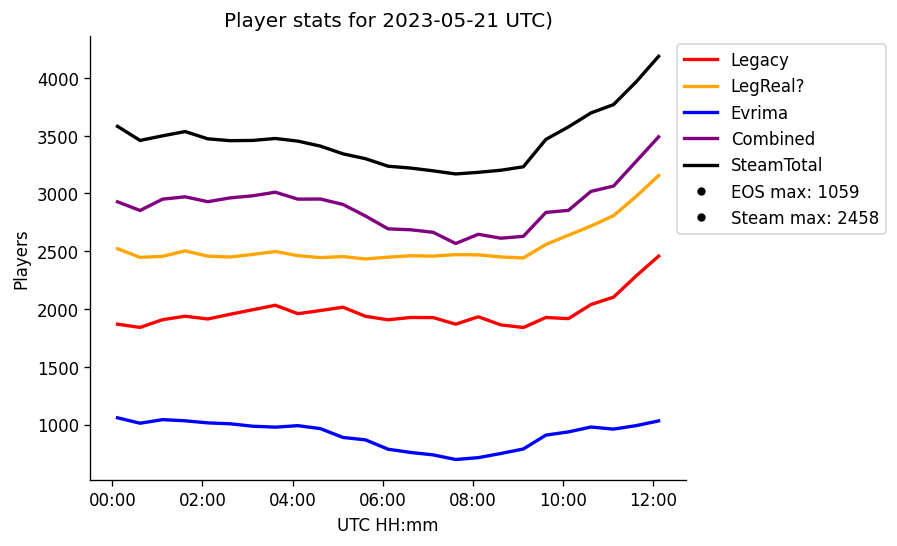 Player stats for 2023-05-21 UTC)
Legacy
LegReal?
Evrima
Combined
SteamTotal
EOS max: 1059
Steam max: 2458
Players
4000
3500
3000
2500
2000
1500
1000
00:00 02:00 04:00 06:00 08:00 10:00 12:00
UTC HH:mm